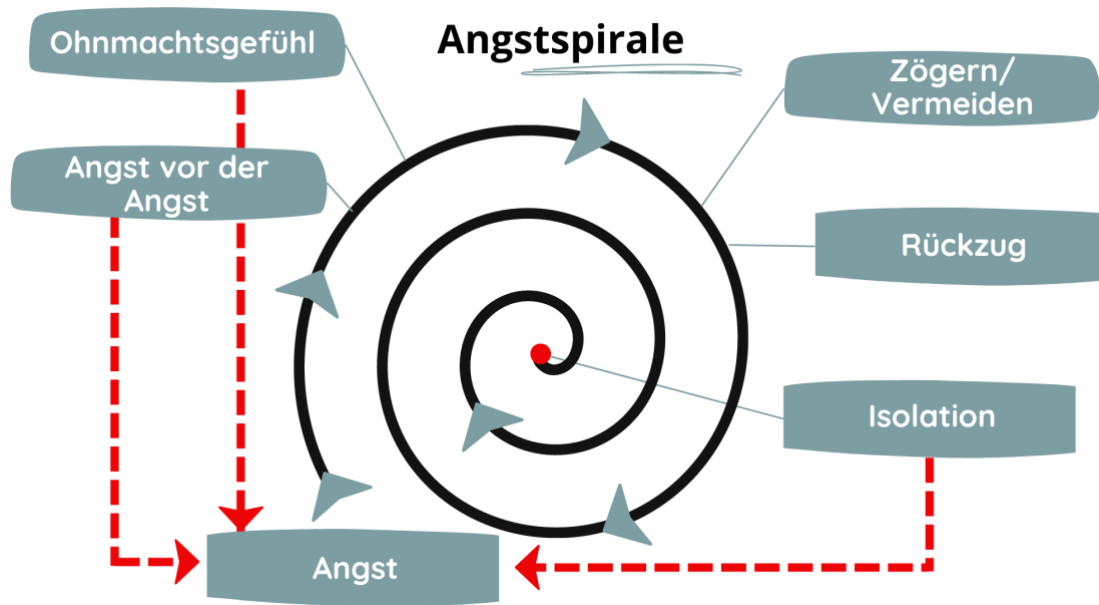 Angstspirale
Ohnmachtsgefühl
Angst vor der
Angst
Zögern/
Vermeiden
Rückzug
Isolation
Angst